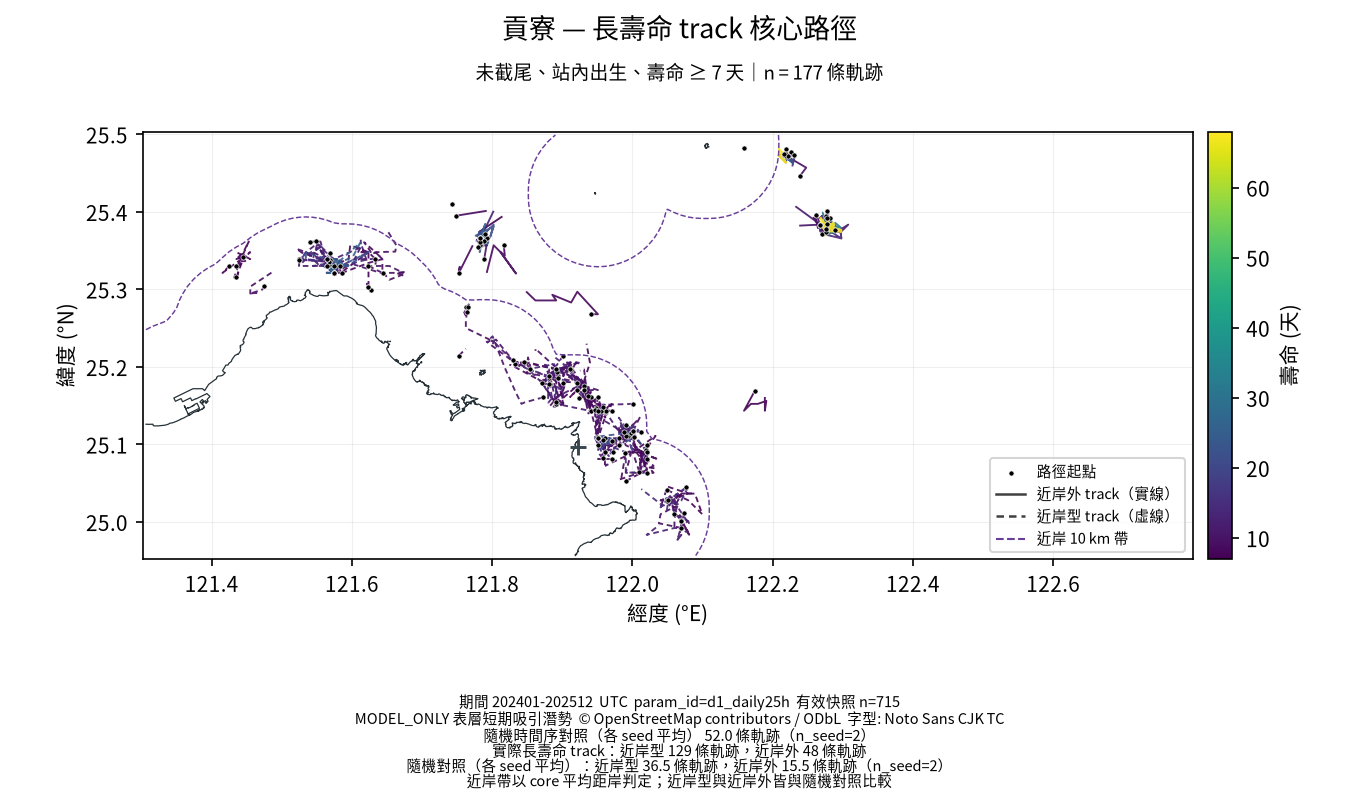 貢寮 — 長壽命 track 核心路徑
未截尾、站內出生、壽命 ≥ 7 天｜n = 177 條軌跡
25.5
25.4
25.3
25.2
25.1
25.0
緯度 (°N)
121.4
121.6
121.8
122.0
122.2
122.4
122.6
經度 (°E)
路徑起點
近岸外 track（實線）
近岸型 track（虛線）
近岸 10 km 帶
60
50
40
30
20
10
壽命 (天)
期間 202401-202512 UTC param_id=d1_daily25h 有效快照 n=715
MODEL_ONLY 表層短期吸引潛勢 © OpenStreetMap contributors / ODbL 字型: Noto Sans CJK TC
隨機時間序對照（各 seed 平均） 52.0 條軌跡（n_seed=2）
實際長壽命 track：近岸型 129 條軌跡，近岸外 48 條軌跡
隨機對照（各 seed 平均）：近岸型 36.5 條軌跡，近岸外 15.5 條軌跡（n_seed=2）
近岸帶以 core 平均距岸判定；近岸型與近岸外皆與隨機對照比較